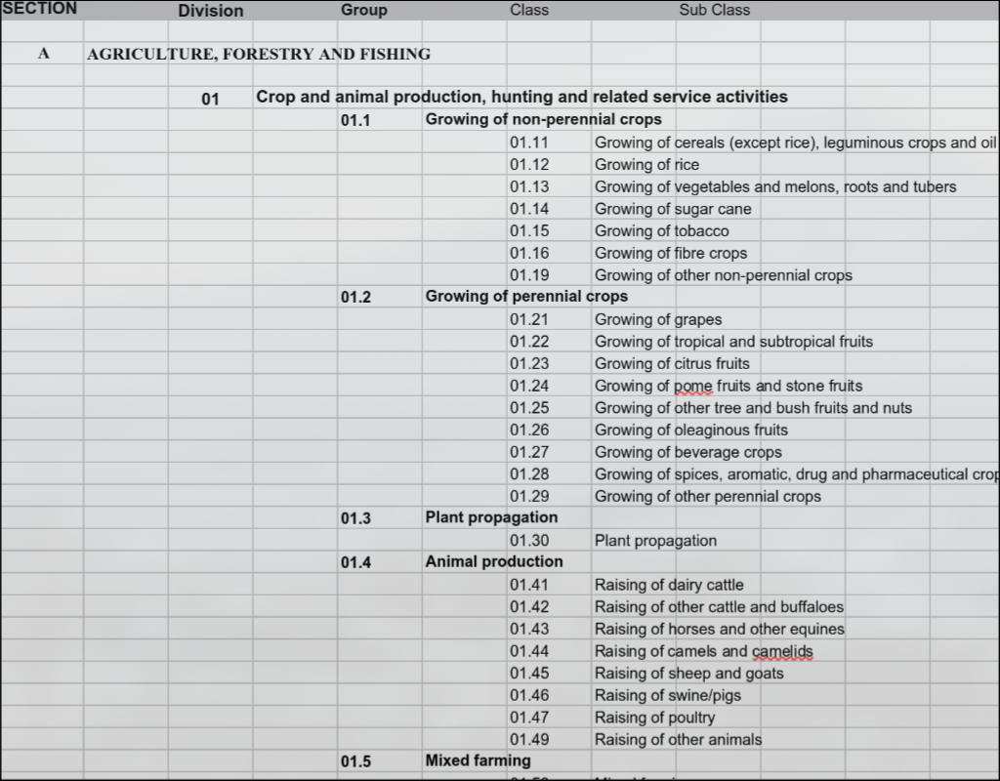 SECTION Division Group Class Sub Class
A AGRICULTURE, FORESTRY AND FISHING
01 Crop and animal production, hunting and related service activities
01.1 Growing of non-perennial crops
01.11 Growing of cereals (except rice), leguminous crops and oil
01.12 Growing of rice
01.13 Growing of vegetables and melons, roots and tubers
01.14 Growing of sugar cane
01.15 Growing of tobacco
01.16 Growing of fibre crops
01.19 Growing of other non-perennial crops
01.2 Growing of perennial crops
01.21 Growing of grapes
01.22 Growing of tropical and subtropical fruits
01.23 Growing of citrus fruits
01.24 Growing of pome fruits and stone fruits
01.25 Growing of other tree and bush fruits and nuts
01.26 Growing of oleaginous fruits
01.27 Growing of beverage crops
01.28 Growing of spices, aromatic, drug and pharmaceutical crop
01.29 Growing of other perennial crops
01.3 Plant propagation
01.30 Plant propagation
01.4 Animal production
01.41 Raising of dairy cattle
01.42 Raising of other cattle and buffaloes
01.43 Raising of horses and other equines
01.44 Raising of camels and camelids
01.45 Raising of sheep and goats
01.46 Raising of swine/pigs
01.47 Raising of poultry
01.49 Raising of other animals
01.5 Mixed farming